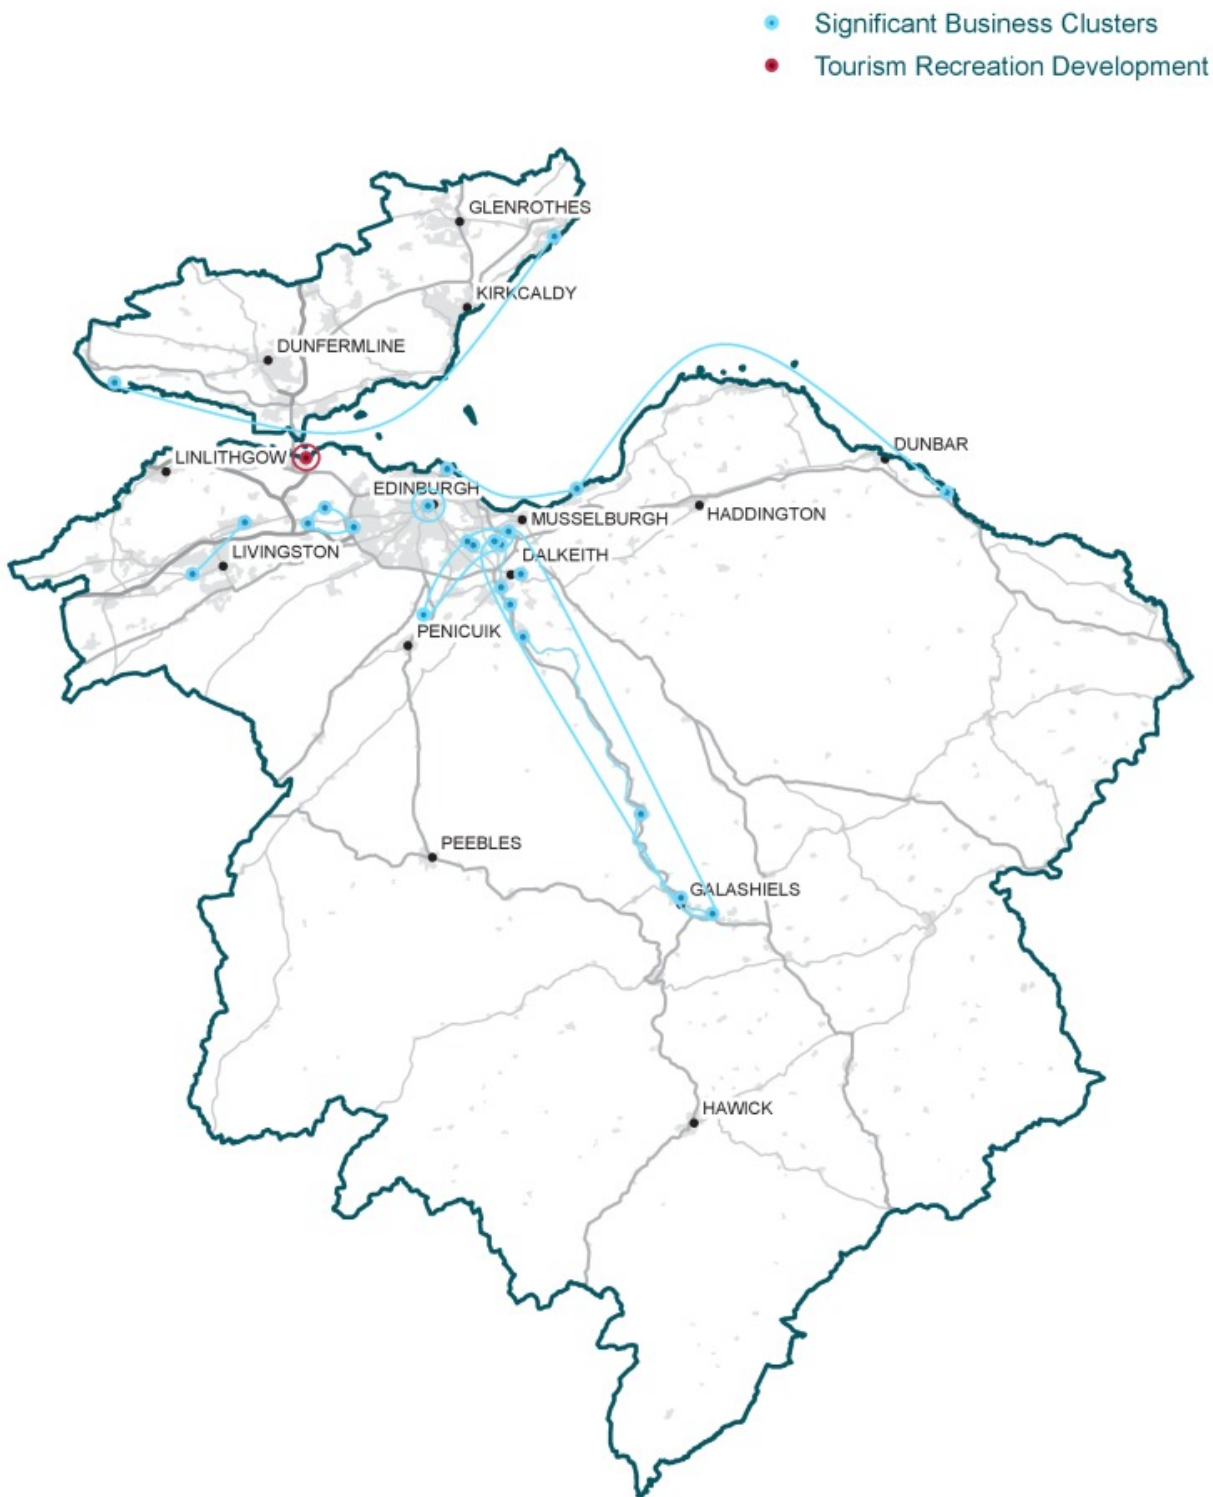 Significant Business Clusters
Tourism Recreation Development
GLENROTHES
KIRKCALDY
DUNFERMLINE
DUNBAR
LINLITHGOW
EDINBURGH
HADDINGTON
MUSSELBURGH
LIVINGSTON
DALKEITH
PENICUIK
PEEBLES
GALASHIELS
HAWICK